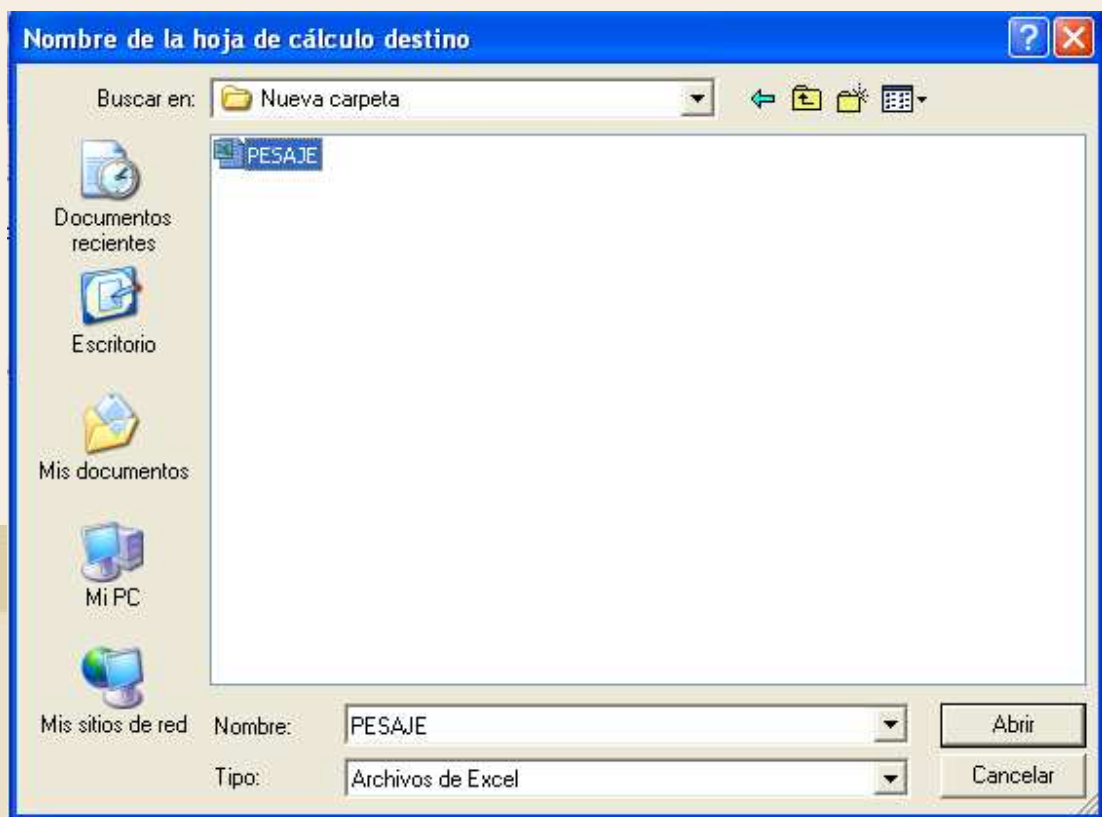 Nombre de la hoja de cálculo destino
Buscar en: Nueva carpeta
PESAJE
Documentos
recientes
Escritorio
Mis documentos
Mi PC
Mis sitios de red
Nombre: PESAJE Abrir
Tipo: Archivos de Excel Cancelar